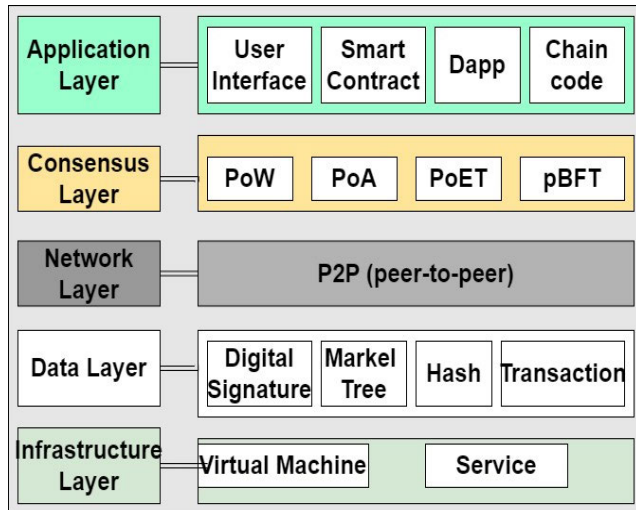 Application
Layer
User
Interface
Smart
Contract
Dapp
Chain
code
Consensus
Layer
PoW
PoA
PoET
pBFT
Network
Layer
P2P (peer-to-peer)
Data Layer
Digital
Signature
Markel
Tree
Hash
Transaction
Infrastructure
Layer
Virtual Machine
Service